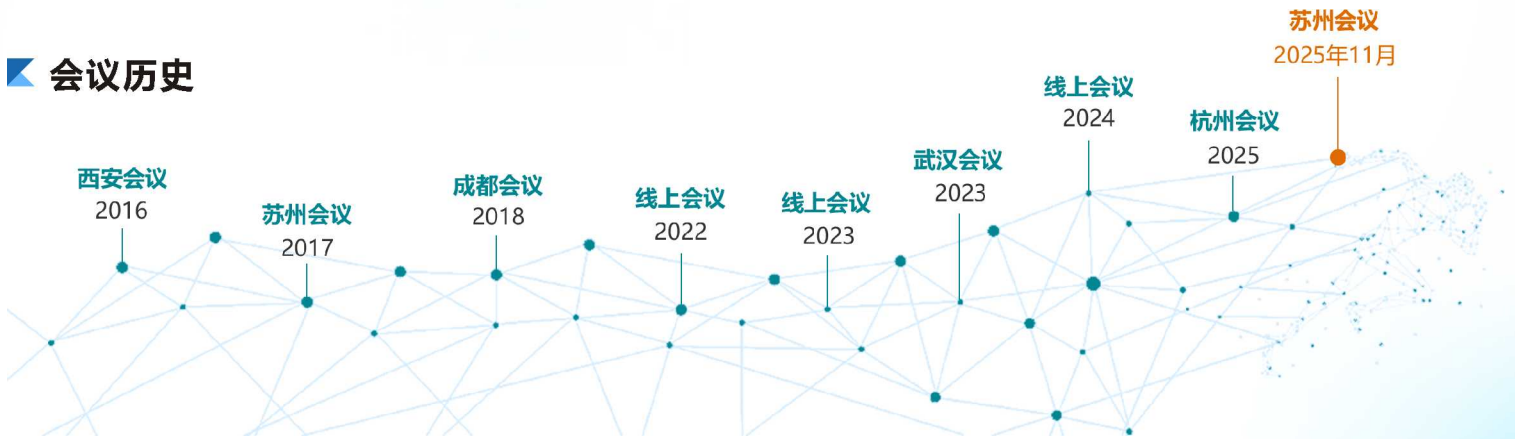 会议历史
西安会议
2016
苏州会议
2017
成都会议
2018
线上会议
2022
线上会议
2023
武汉会议
2023
线上会议
2024
杭州会议
2025
苏州会议
2025年11月